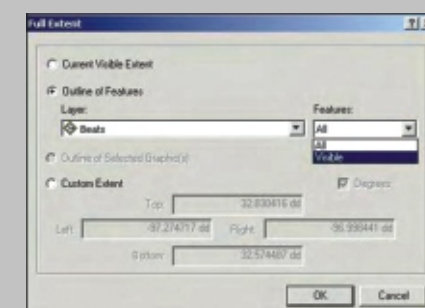 Full Extent
Current Visible Extent
Outline of Features
Layer: Features:
Beats All
All
Visible
Outline of Selected Graphic(s)
Custom Extent Degrees
Top: 32.830416 dd
Left: -97.274717 dd Right: -96.998441 dd
Bottom: 32.574487 dd
OK Cancel